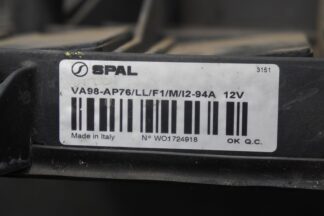 SPAL
3151
VA98-AP76/LL/F1/M/I2-94A 12V
Made in Italy N° WO1724918 OK Q.C.